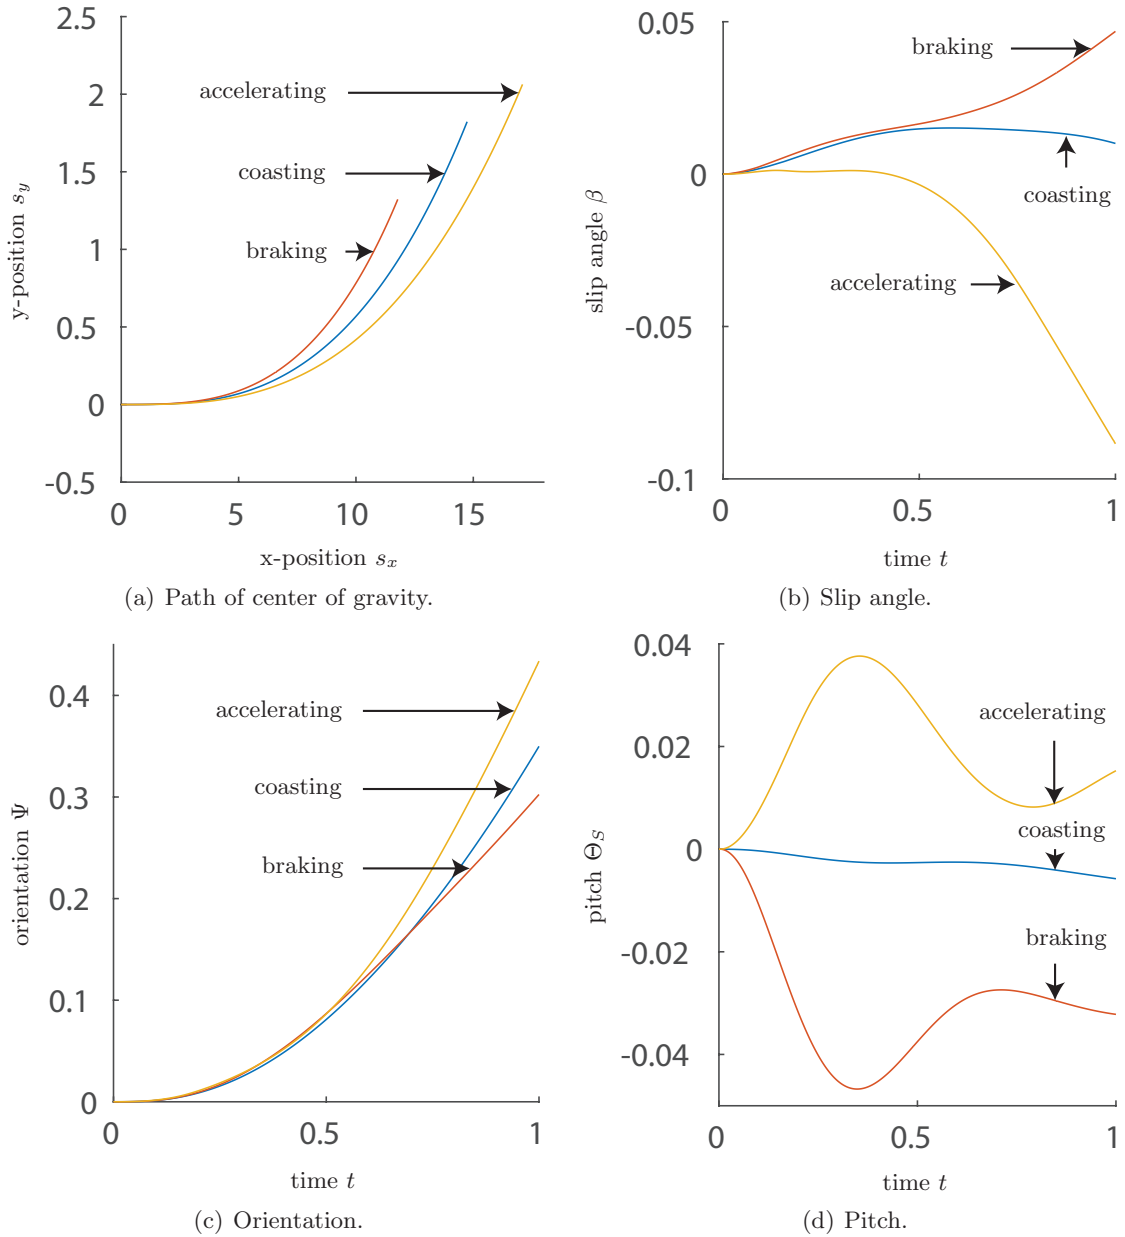 2.5
2
1.5
1
0.5
0
-0.5
0
5
10
15
accelerating
coasting
braking
y-position s_y
x-position s_x
(a) Path of center of gravity.
0.05
0
-0.05
-0.1
0
0.5
1
braking
coasting
accelerating
slip angle β
time t
(b) Slip angle.
0.4
0.3
0.2
0.1
0
0
0.5
1
accelerating
coasting
braking
orientation Ψ
time t
(c) Orientation.
0.04
0.02
0
-0.02
-0.04
0
0.5
1
accelerating
coasting
braking
pitch Θ_S
time t
(d) Pitch.